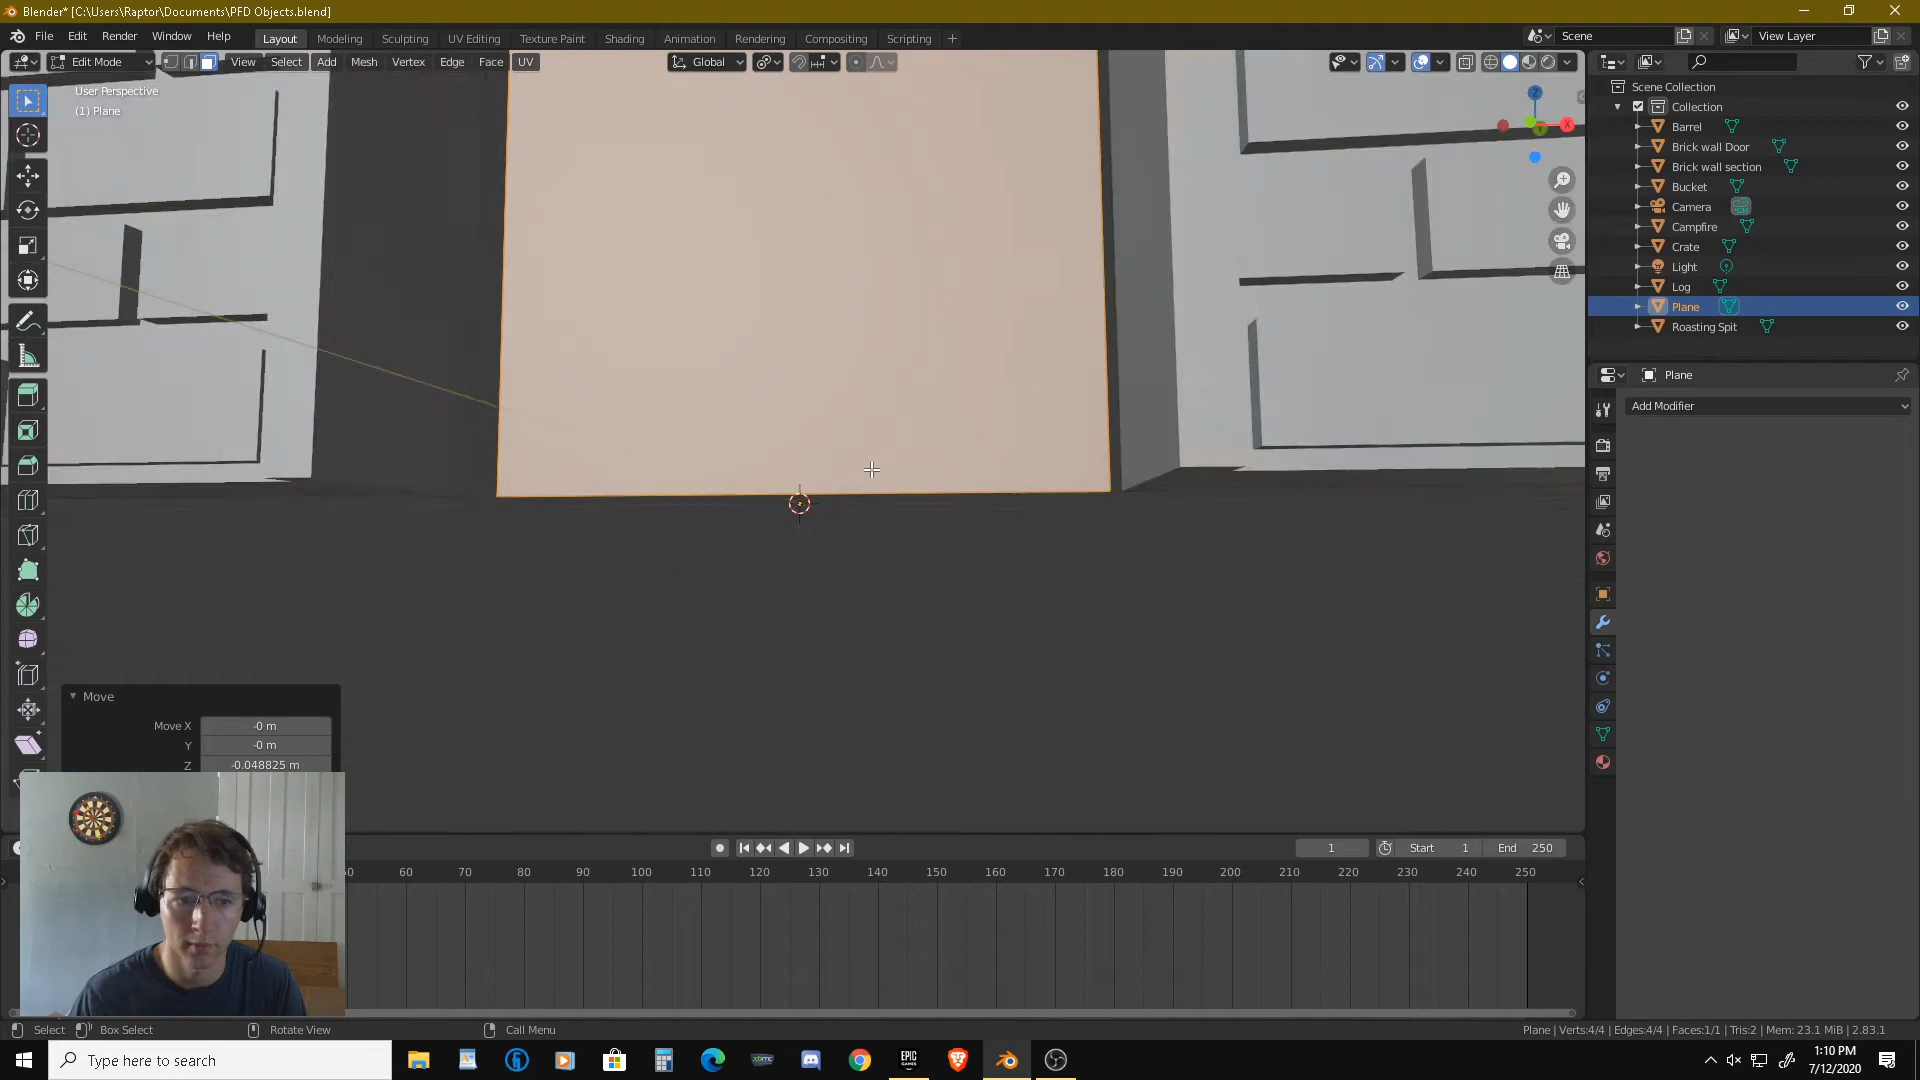 Blender* [C:\Users\Raptor\Documents\PFD Objects.blend]
File Edit Render Window Help
Layout Modeling Sculpting UV Editing Texture Paint Shading Animation Rendering Compositing Scripting
Scene
View Layer
Edit Mode
View Select Add Mesh Vertex Edge Face UV
Global
User Perspective
(1) Plane
Z
X
Y
Scene Collection
Collection
Barrel
Brick wall Door
Brick wall section
Bucket
Camera
Campfire
Crate
Light
Log
Plane
Roasting Spit
Plane
Add Modifier
Move
Move X -0 m
Y -0 m
Z -0.048825 m
1
Start 1
End 250
50 60 70 80 90 100 110 120 130 140 150 160 170 180 190 200 210 220 230 240 250
Select
Box Select
Rotate View
Call Menu
Plane | Verts:4/4 | Edges:4/4 | Faces:1/1 | Tris:2 | Mem: 23.1 MiB | 2.83.1
Type here to search
EPIC
GAMES
1:10 PM
7/12/2020